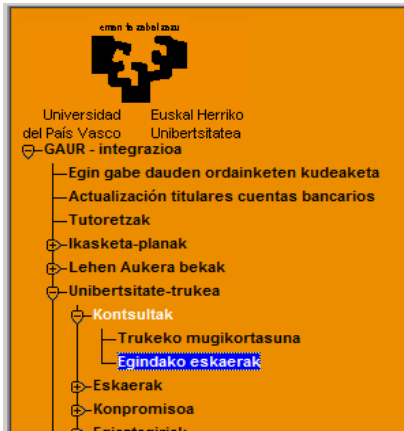 eman ta zabal zazu
Universidad Euskal Herriko
del País Vasco Unibertsitatea
GAUR - integrazioa
Egin gabe dauden ordainketen kudeaketa
Actualización titulares cuentas bancarios
Tutoretzak
Ikasketa-planak
Lehen Aukera bekak
Unibertsitate-trukea
Kontsultak
Trukeko mugikortasuna
Egindako eskaerak
Eskaerak
Konpromisoa